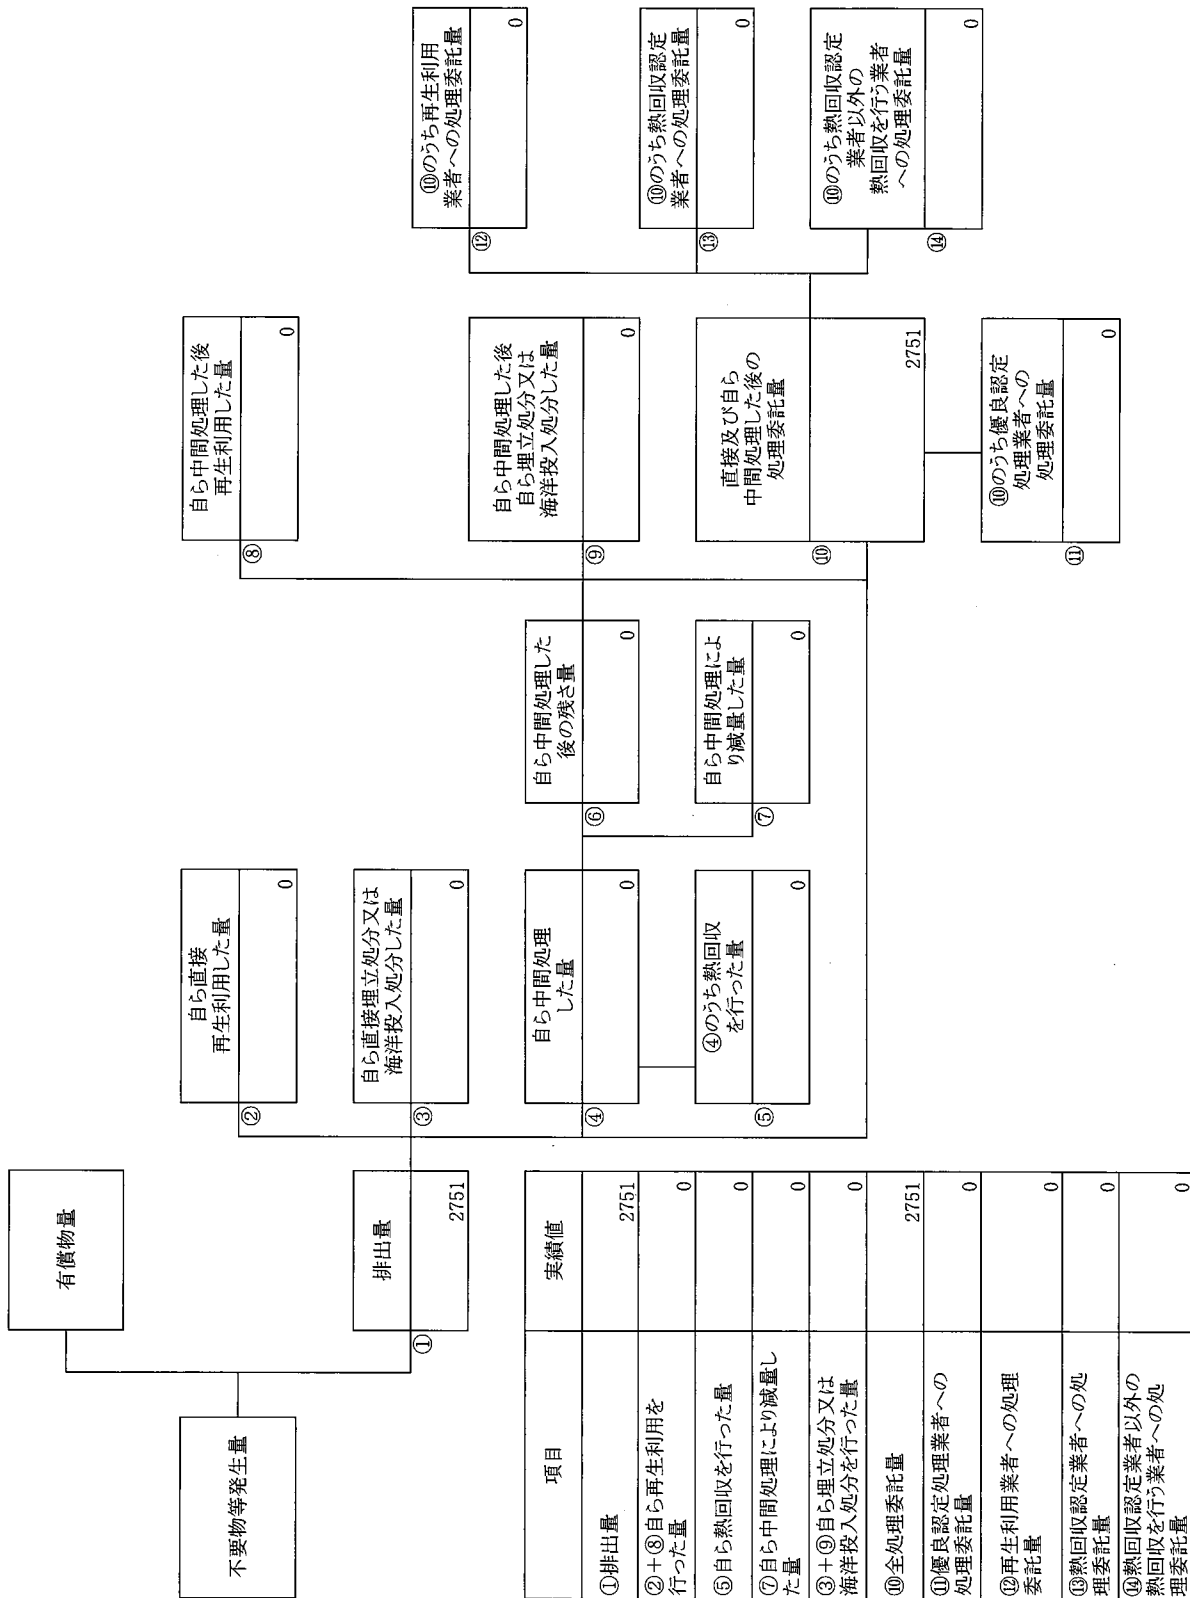 不要物等発生量
有償物量
①
排出量
2751
②
自ら直接
再生利用した量
0
③
自ら直接埋立処分又は
海洋投入処分した量
0
④
自ら中間処理
した量
0
⑤
④のうち熱回収
を行った量
0
⑥
自ら中間処理した
後の残さ量
0
⑦
自ら中間処理によ
り減量した量
0
⑧
自ら中間処理した後
再生利用した量
0
⑨
自ら中間処理した後
自ら埋立処分又は
海洋投入処分した量
0
⑩
直接及び自ら
中間処理した後の
処理委託量
2751
⑪
⑩のうち優良認定
処理業者への
処理委託量
0
⑫
⑩のうち再生利用
業者への処理委託量
0
⑬
⑩のうち熱回収認定
業者への処理委託量
0
⑭
⑩のうち熱回収認定
業者以外の
熱回収を行う業者
への処理委託量
0
項目
実績値
①排出量
2751
②+⑧自ら再生利用を
行った量
0
⑤自ら熱回収を行った量
0
⑦自ら中間処理により減量し
た量
0
③+⑨自ら埋立処分又は
海洋投入処分を行った量
0
⑩全処理委託量
2751
⑪優良認定処理業者への
処理委託量
0
⑫再生利用業者への処理
委託量
0
⑬熱回収認定業者への処
理委託量
0
⑭熱回収認定業者以外の
熱回収を行う業者への処
理委託量
0